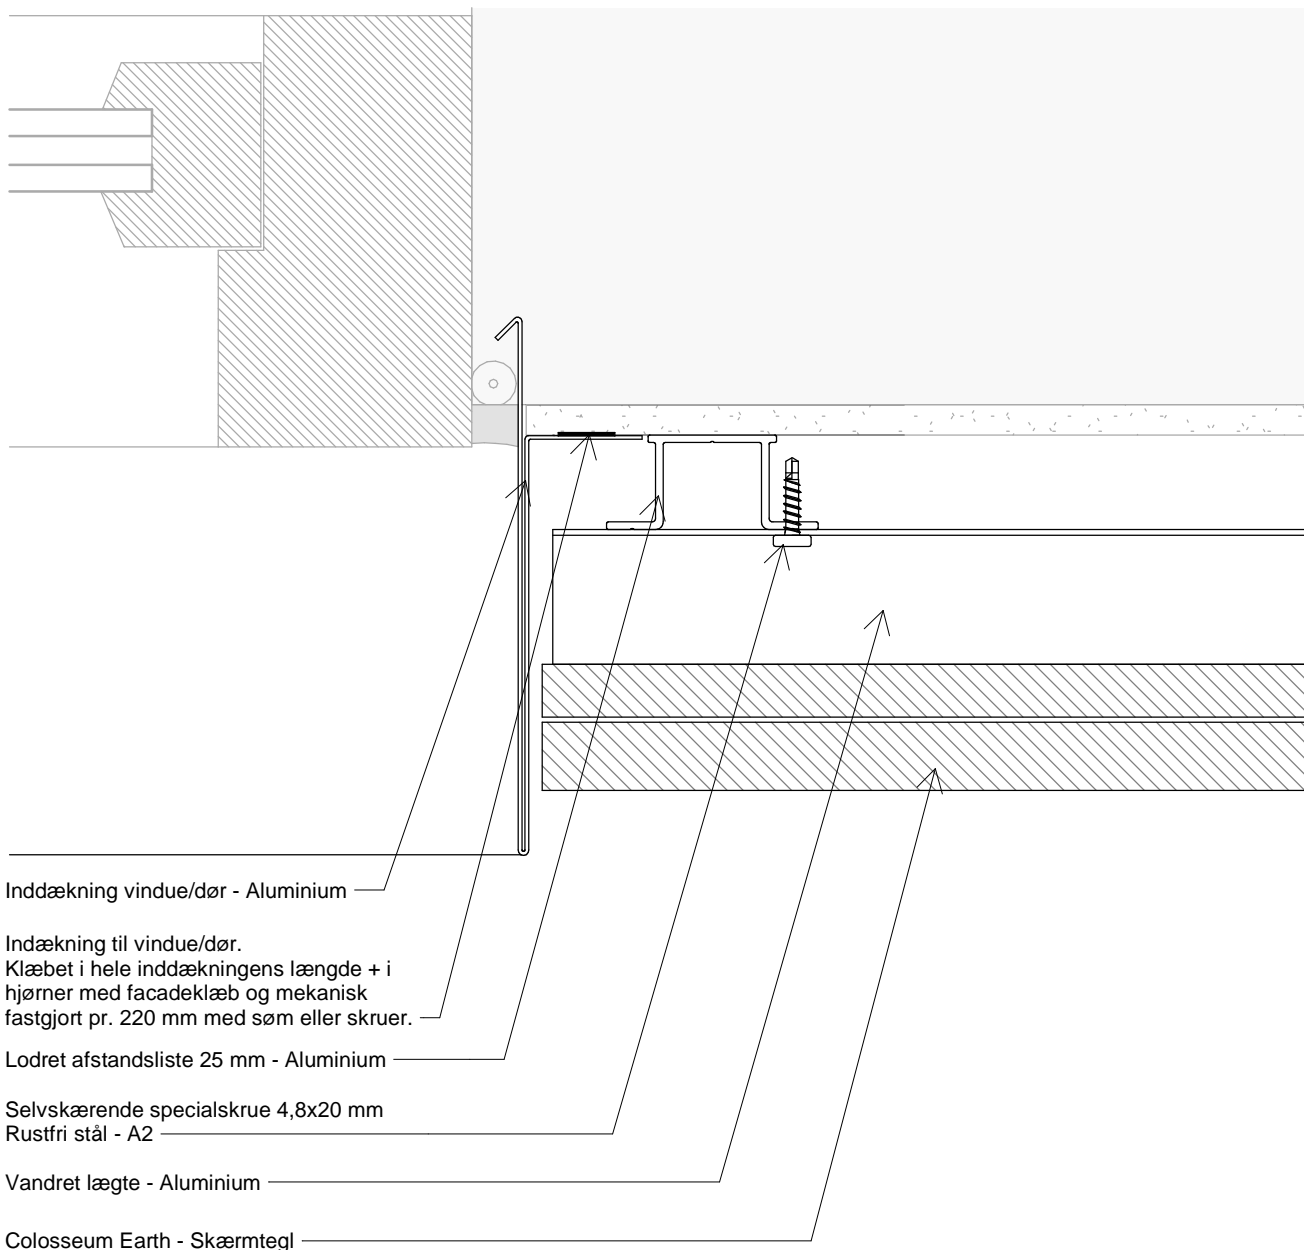 Inddækning vindue/dør - Aluminium
Indækning til vindue/dør.
Klæbet i hele inddækningens længde + i
hjørner med facadeklæb og mekanisk
fastgjort pr. 220 mm med søm eller skruer.
Lodret afstandsliste 25 mm - Aluminium
Selvskærende specialskrue 4,8x20 mm
Rustfri stål - A2
Vandret lægte - Aluminium
Colosseum Earth - Skærmtegl